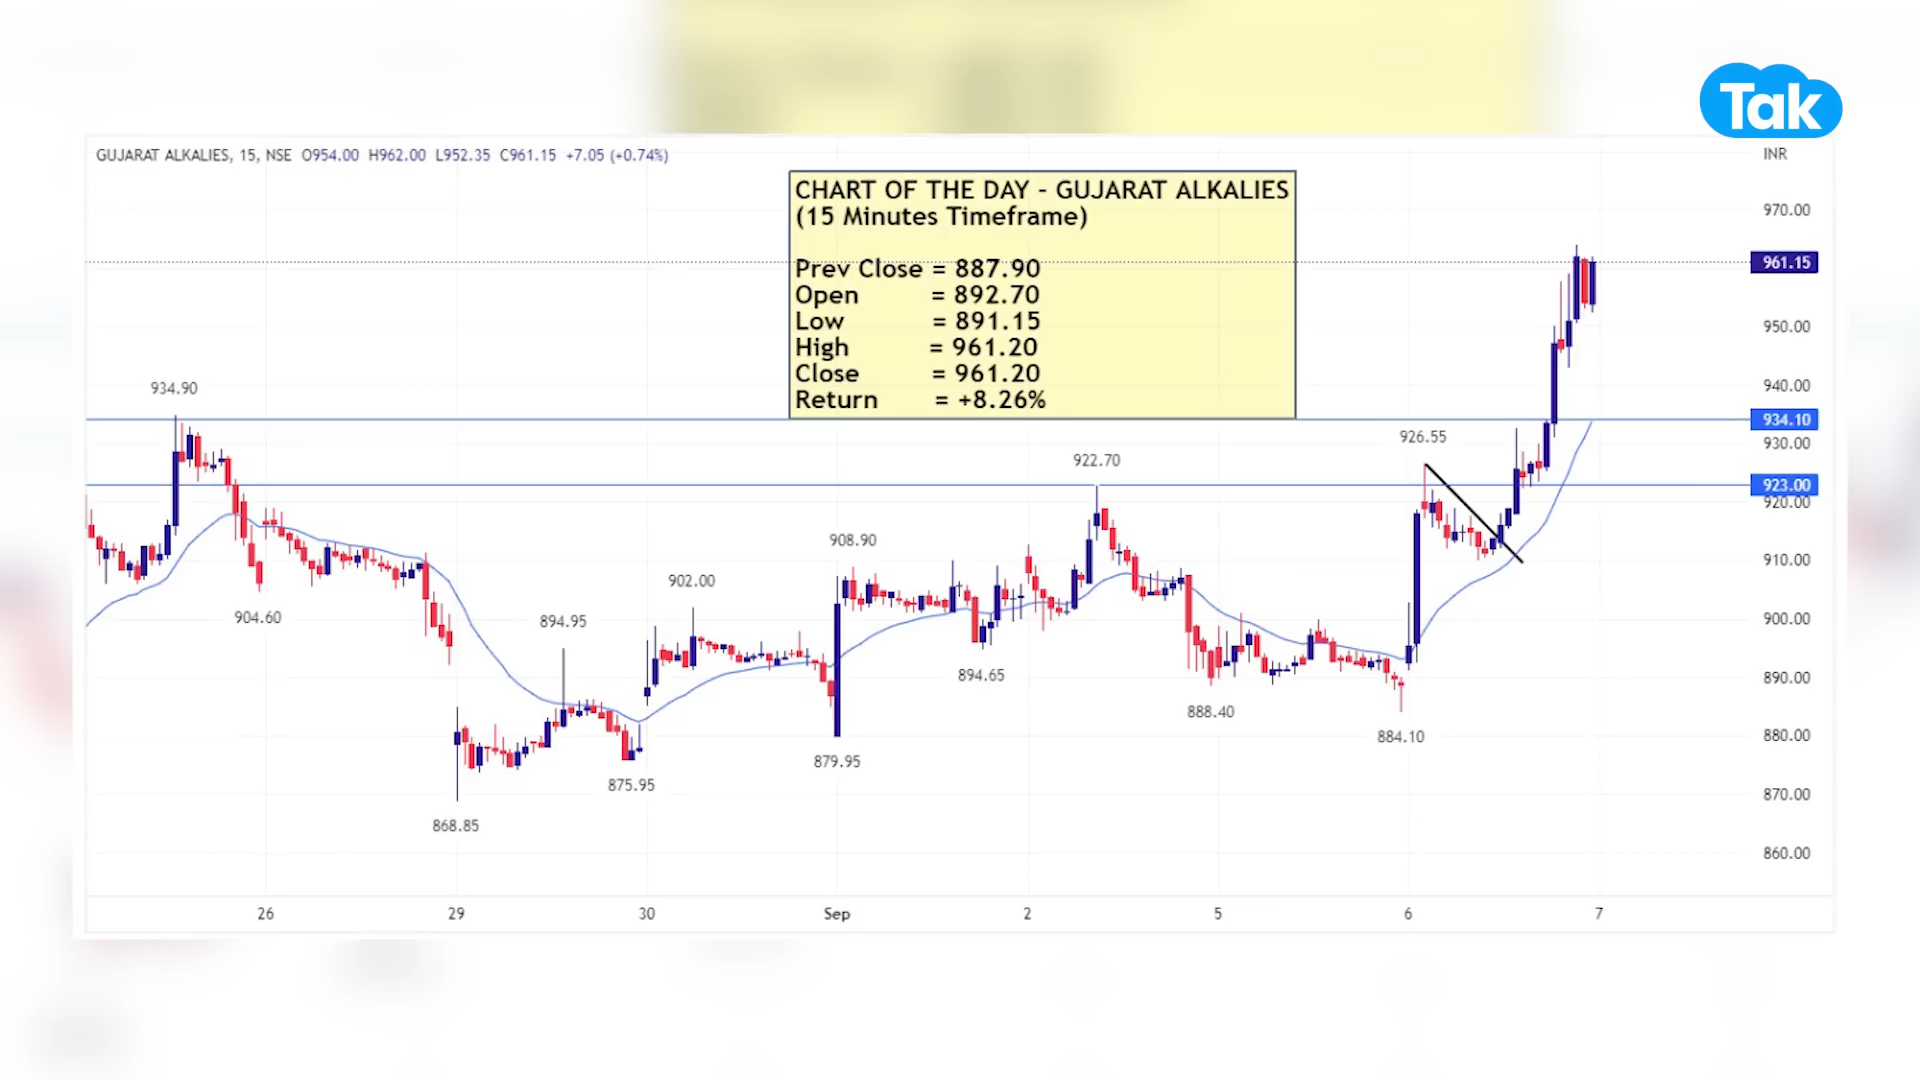 Tak
GUJARAT ALKALIES, 15, NSE O954.00 H962.00 L952.35 C961.15 +7.05 (+0.74%)
INR
CHART OF THE DAY - GUJARAT ALKALIES
(15 Minutes Timeframe)
Prev Close = 887.90
Open = 892.70
Low = 891.15
High = 961.20
Close = 961.20
Return = +8.26%
970.00
961.15
950.00
940.00
934.10
930.00
923.00
920.00
910.00
900.00
890.00
880.00
870.00
860.00
934.90
904.60
868.85
894.95
875.95
902.00
879.95
908.90
894.65
922.70
888.40
884.10
926.55
26 29 30 Sep 2 5 6 7